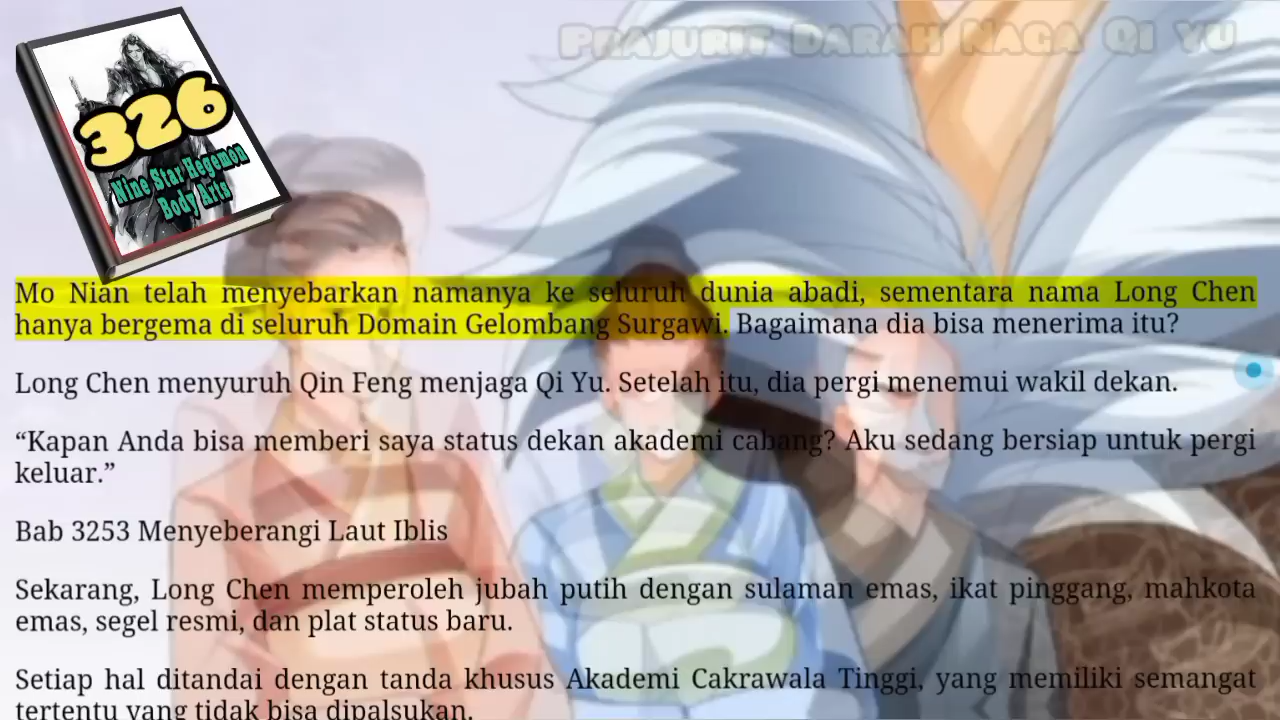 Prajurit Darah Naga Qi yu
326
Nine Star Hegemon
Body Arts
Mo Nian telah menyebarkan namanya ke seluruh dunia abadi, sementara nama Long Chen
hanya bergema di seluruh Domain Gelombang Surgawi. Bagaimana dia bisa menerima itu?
Long Chen menyuruh Qin Feng menjaga Qi Yu. Setelah itu, dia pergi menemui wakil dekan.
“Kapan Anda bisa memberi saya status dekan akademi cabang? Aku sedang bersiap untuk pergi
keluar.”
Bab 3253 Menyeberangi Laut Iblis
Sekarang, Long Chen memperoleh jubah putih dengan sulaman emas, ikat pinggang, mahkota
emas, segel resmi, dan plat status baru.
Setiap hal ditandai dengan tanda khusus Akademi Cakrawala Tinggi, yang memiliki semangat
tertentu yang tidak bisa dipalsukan.